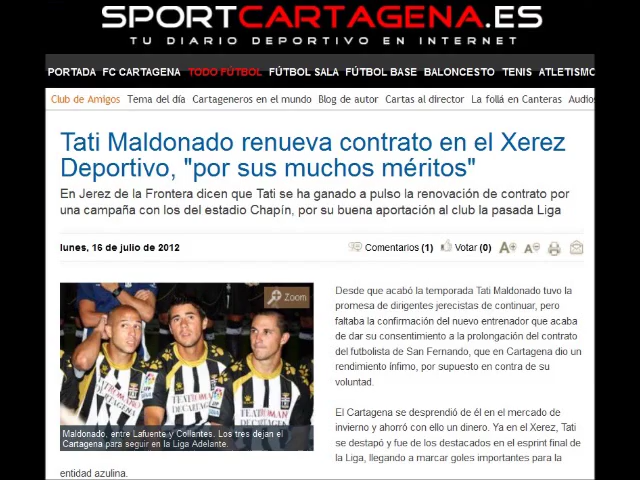 SPORTCARTAGENA.ES
TU DIARIO DEPORTIVO EN INTERNET
PORTADA FC CARTAGENA TODO FÚTBOL FÚTBOL SALA FÚTBOL BASE BALONCESTO TENIS ATLETISMO
Club de Amigos Tema del día Cartageneros en el mundo Blog de autor Cartas al director La follá en Canteras Audios
Tati Maldonado renueva contrato en el Xerez
Deportivo, "por sus muchos méritos"
En Jerez de la Frontera dicen que Tati se ha ganado a pulso la renovación de contrato por
una campaña con los del estadio Chapín, por su buena aportación al club la pasada Liga
lunes, 16 de julio de 2012
Comentarios (1) Votar (0) A+ A-
Zoom
TEATROMANIA
DE CARTAGENA
Maldonado, entre Lafuente y Collantes. Los tres dejan el
Cartagena para seguir en la Liga Adelante.
Desde que acabó la temporada Tati Maldonado tuvo la
promesa de dirigentes jerecistas de continuar, pero
faltaba la confirmación del nuevo entrenador que acaba
de dar su consentimiento a la prolongación del contrato
del futbolista de San Fernando, que en Cartagena dio un
rendimiento ínfimo, por supuesto en contra de su
voluntad.
El Cartagena se desprendió de él en el mercado de
invierno y ahorró con ello un dinero. Ya en el Xerez, Tati
se destapó y fue de los destacados en el esprint final de
la Liga, llegando a marcar goles importantes para la
entidad azulina.